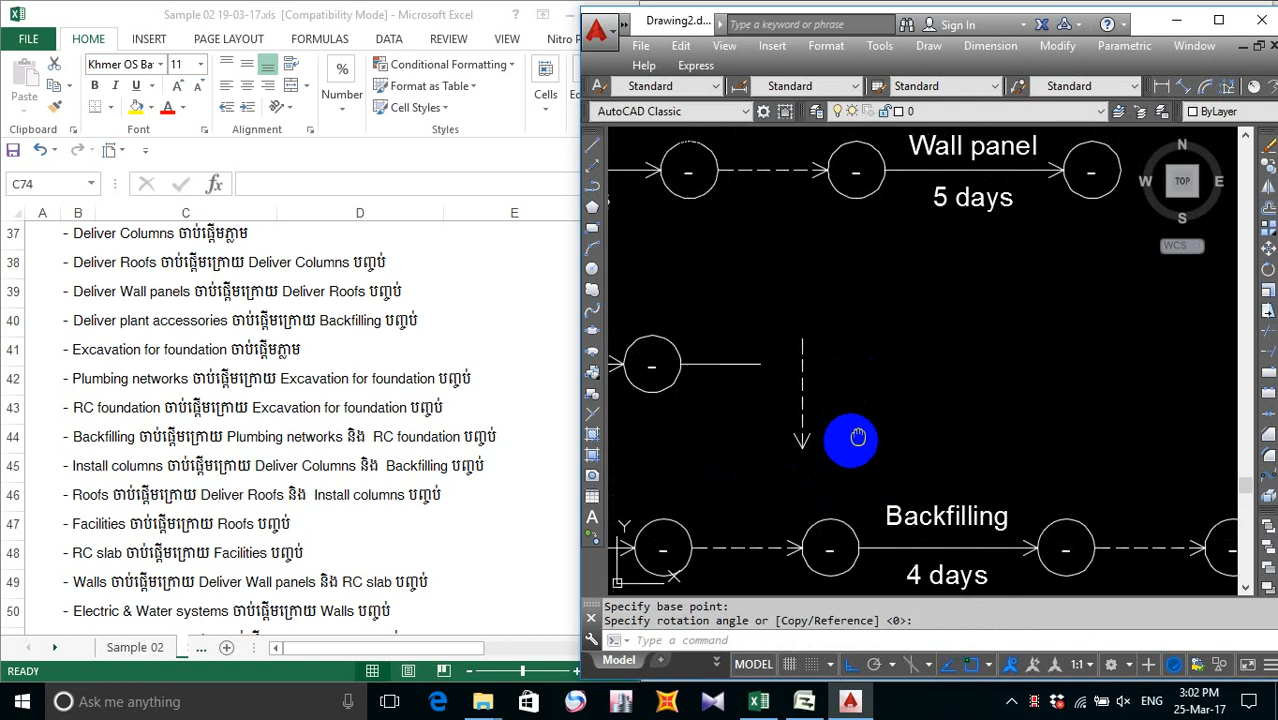 Sample 02 19-03-17.xls  [Compatibility Mode] - Microsoft Excel
FILE HOME INSERT PAGE LAYOUT FORMULAS DATA REVIEW VIEW Nitro P
Khmer OS Ba 11
Paste
B I U
Conditional Formatting
Format as Table
Cell Styles
Number
Cells
Clipboard Font Alignment Styles
C74
A B C D E
37 - Deliver Columns ចាប់ផ្តើមភ្លាម
38 - Deliver Roofs ចាប់ផ្តើមក្រោយ Deliver Columns បញ្ចប់
39 - Deliver Wall panels ចាប់ផ្តើមក្រោយ Deliver Roofs បញ្ចប់
40 - Deliver plant accessories ចាប់ផ្តើមក្រោយ Backfilling បញ្ចប់
41 - Excavation for foundation ចាប់ផ្តើមភ្លាម
42 - Plumbing networks ចាប់ផ្តើមក្រោយ Excavation for foundation បញ្ចប់
43 - RC foundation ចាប់ផ្តើមក្រោយ Excavation for foundation បញ្ចប់
44 - Backfilling ចាប់ផ្តើមក្រោយ Plumbing networks និង RC foundation បញ្ចប់
45 - Install columns ចាប់ផ្តើមក្រោយ Deliver Columns និង Backfilling បញ្ចប់
46 - Roofs ចាប់ផ្តើមក្រោយ Deliver Roofs និង Install columns បញ្ចប់
47 - Facilities ចាប់ផ្តើមក្រោយ Roofs បញ្ចប់
48 - RC slab ចាប់ផ្តើមក្រោយ Facilities បញ្ចប់
49 - Walls ចាប់ផ្តើមក្រោយ Deliver Wall panels និង RC slab បញ្ចប់
50 - Electric & Water systems ចាប់ផ្តើមក្រោយ Walls បញ្ចប់
Sample 02 ...
READY
Drawing2.d...
Type a keyword or phrase
Sign In
File Edit View Insert Format Tools Draw Dimension Modify Parametric Window
Help Express
Standard Standard Standard Standard
AutoCAD Classic 0 ByLayer
Wall panel
5 days
N
W TOP E
S
WCS
Backfilling
4 days
Y
X
Specify base point:
Specify rotation angle or [Copy/Reference] <0>:
Type a command
Model
MODEL 1:1
Ask me anything
ENG
3:02 PM
25-Mar-17